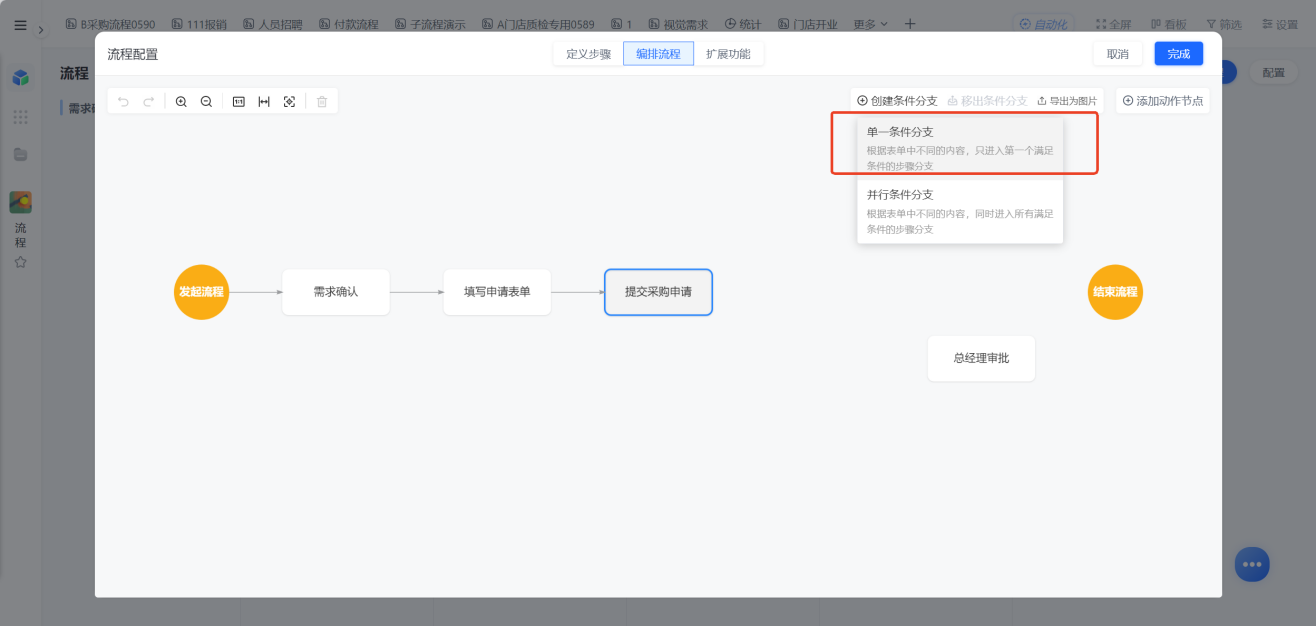 B采购流程0590 111报销 人员招聘 付款流程 子流程演示 A门店质检专用0589 1 视觉需求 统计 门店开业 更多 自动化 全屏 看板 筛选 设置
流程配置 定义步骤 编排流程 扩展功能 取消 完成
流程 配置
需求
1:1 创建条件分支 移出条件分支 导出为图片 添加动作节点
单一条件分支
根据表单中不同的内容，只进入第一个满足
条件的步骤分支
并行条件分支
根据表单中不同的内容，同时进入所有满足
条件的步骤分支
流
程
发起流程 需求确认 填写申请表单 提交采购申请 结束流程
总经理审批